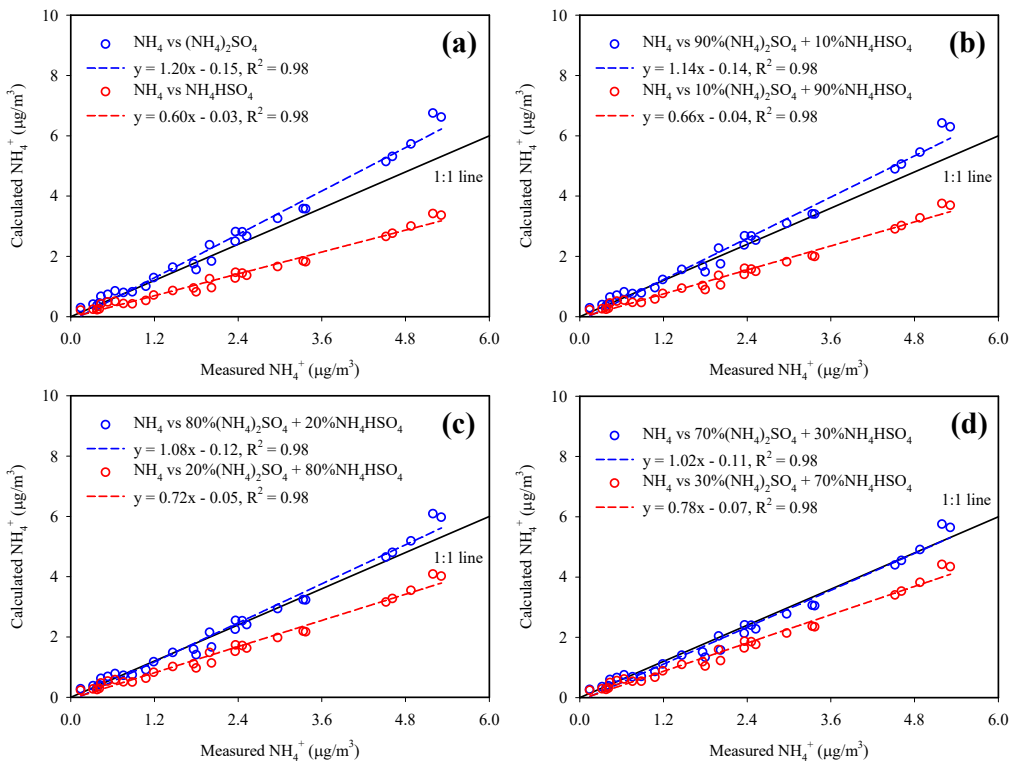 (a)
NH₄ vs (NH₄)₂SO₄
y = 1.20x - 0.15, R² = 0.98
NH₄ vs NH₄HSO₄
y = 0.60x - 0.03, R² = 0.98
1:1 line
Calculated NH₄⁺ (μg/m³)
10
8
6
4
2
0
0.0 1.2 2.4 3.6 4.8 6.0
Measured NH₄⁺ (μg/m³)
(b)
NH₄ vs 90%(NH₄)₂SO₄ + 10%NH₄HSO₄
y = 1.14x - 0.14, R² = 0.98
NH₄ vs 10%(NH₄)₂SO₄ + 90%NH₄HSO₄
y = 0.66x - 0.04, R² = 0.98
1:1 line
Calculated NH₄⁺ (μg/m³)
10
8
6
4
2
0
0.0 1.2 2.4 3.6 4.8 6.0
Measured NH₄⁺ (μg/m³)
(c)
NH₄ vs 80%(NH₄)₂SO₄ + 20%NH₄HSO₄
y = 1.08x - 0.12, R² = 0.98
NH₄ vs 20%(NH₄)₂SO₄ + 80%NH₄HSO₄
y = 0.72x - 0.05, R² = 0.98
1:1 line
Calculated NH₄⁺ (μg/m³)
10
8
6
4
2
0
0.0 1.2 2.4 3.6 4.8 6.0
Measured NH₄⁺ (μg/m³)
(d)
NH₄ vs 70%(NH₄)₂SO₄ + 30%NH₄HSO₄
y = 1.02x - 0.11, R² = 0.98
NH₄ vs 30%(NH₄)₂SO₄ + 70%NH₄HSO₄
y = 0.78x - 0.07, R² = 0.98
1:1 line
Calculated NH₄⁺ (μg/m³)
10
8
6
4
2
0
0.0 1.2 2.4 3.6 4.8 6.0
Measured NH₄⁺ (μg/m³)